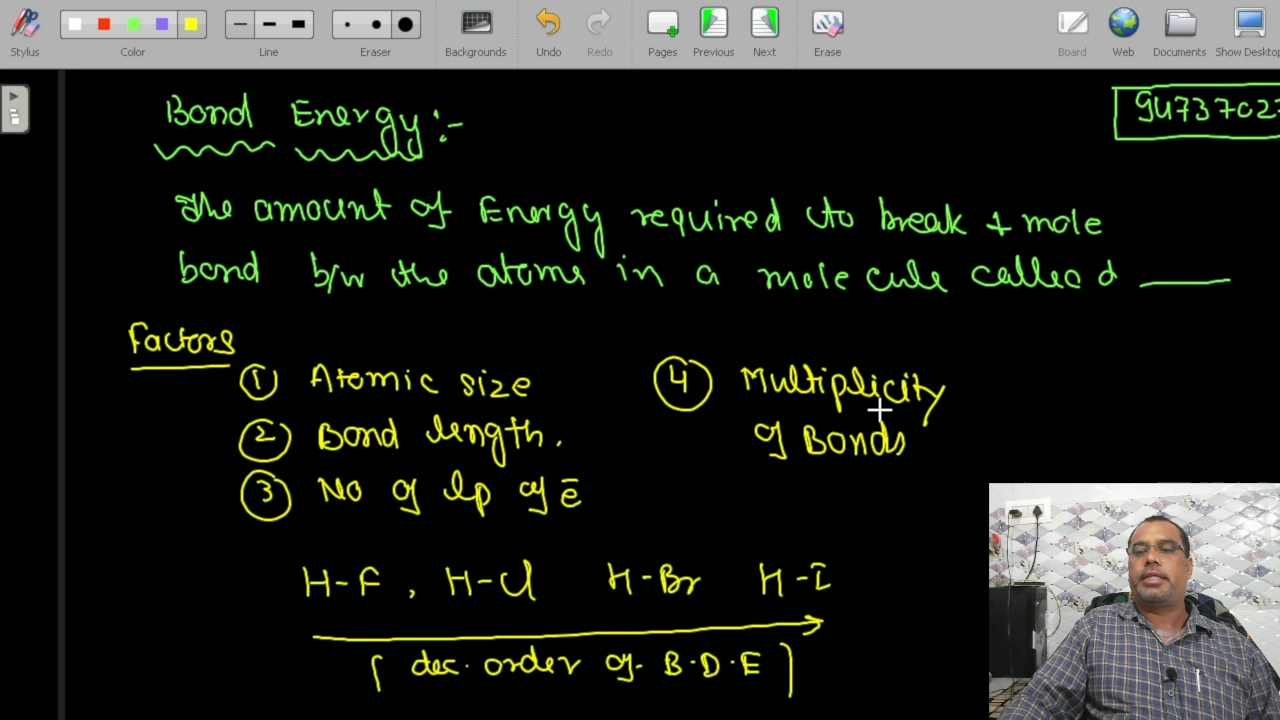 Stylus Color Line Eraser Backgrounds Undo Redo Pages Previous Next Erase Board Web Documents Show Deskto
Bond Energy:-
94737027
The amount of Energy required to break 1 mole
bond b/w the atoms in a molecule called ____
Factors
① Atomic size
② Bond length.
③ No of lp of ē
④ Multiplicity
of Bonds
H-F, H-Cl H-Br H-I
[dec. order of B.D.E]